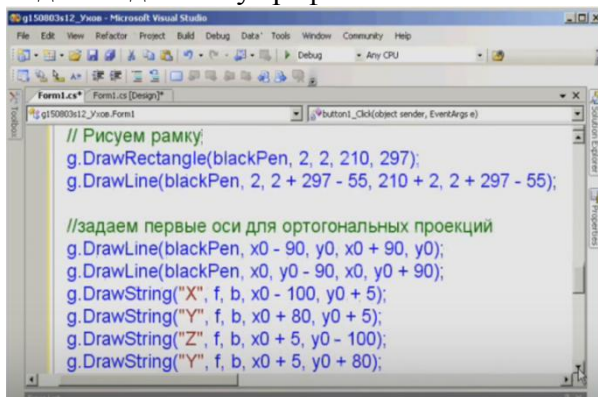 g150803s12_Ухов - Microsoft Visual Studio
File Edit View Refactor Project Build Debug Data Tools Window Community Help
Debug Any CPU
Form1.cs* Form1.cs [Design]*
g150803s12_Ухов.Form1 button1_Click(object sender, EventArgs e)
Toolbox
Solution Explorer
Properties
// Рисуем рамку
g.DrawRectangle(blackPen, 2, 2, 210, 297);
g.DrawLine(blackPen, 2, 2 + 297 - 55, 210 + 2, 2 + 297 - 55);
//задаем первые оси для ортогональных проекций
g.DrawLine(blackPen, x0 - 90, y0, x0 + 90, y0);
g.DrawLine(blackPen, x0, y0 - 90, x0, y0 + 90);
g.DrawString("X", f, b, x0 - 100, y0 + 5);
g.DrawString("Y", f, b, x0 + 80, y0 + 5);
g.DrawString("Z", f, b, x0 + 5, y0 - 100);
g.DrawString("Y", f, b, x0 + 5, y0 + 80);